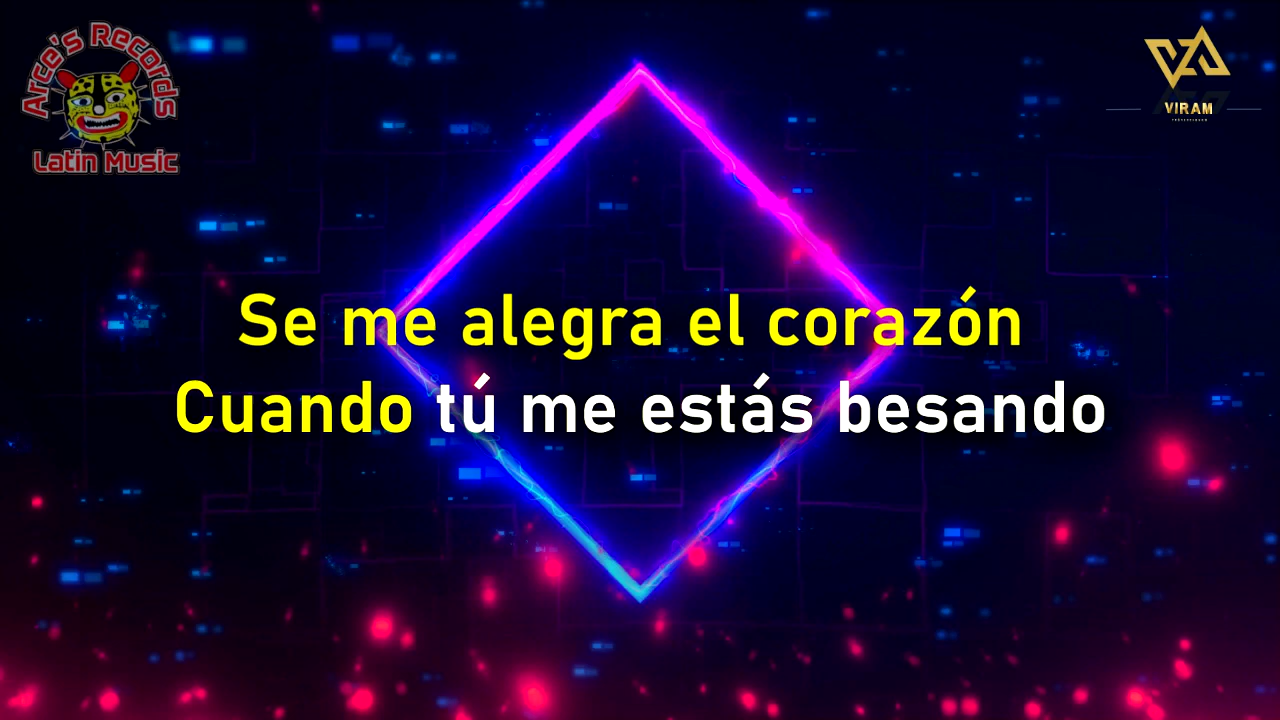 Arce's Records
Latin Music
VIRAM
Se me alegra el corazón
Cuando tú me estás besando